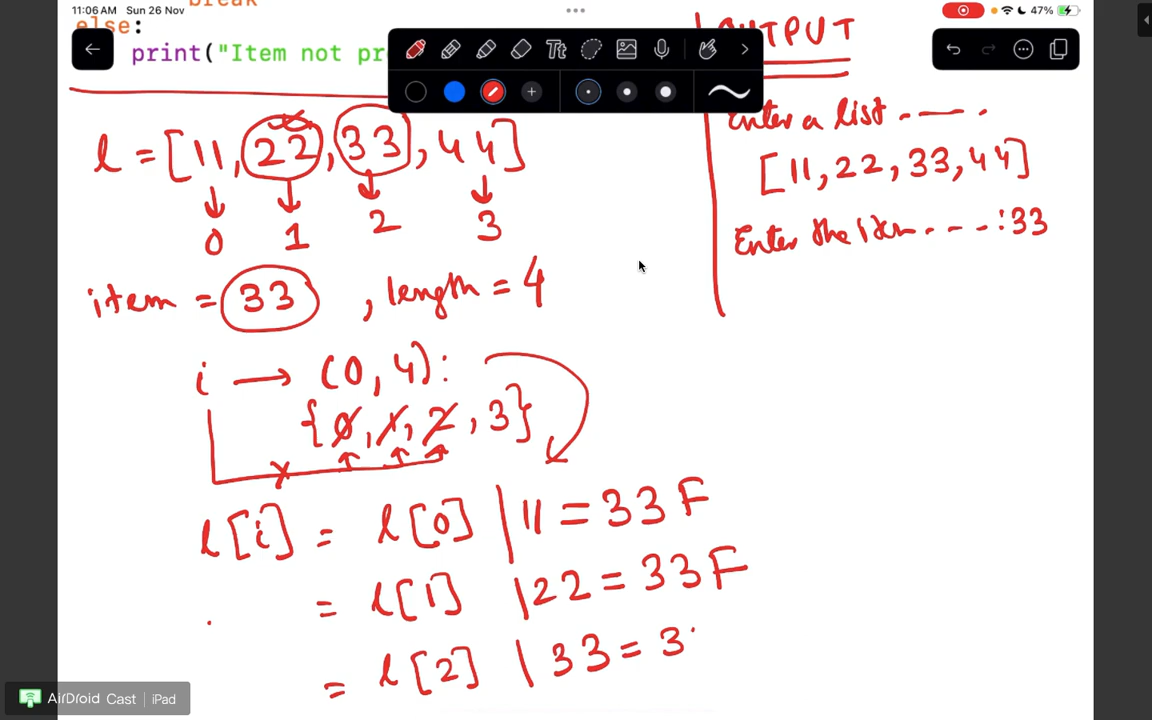 11:06 AM Sun 26 Nov
47%
break
else:
print("Item not pr
Tt
OUTPUT
Enter a list - - - -
[11,22,33,44]
Enter the item - - - - :33
l = [11, 22, 33, 44]
0 1 2 3
item = 33 , length = 4
i → (0, 4):
{0, 1, 2, 3}
l[i] = l[0] | 11 = 33 F
= l[1] | 22 = 33 F
= l[2] | 33 = 3
AirDroid Cast | iPad